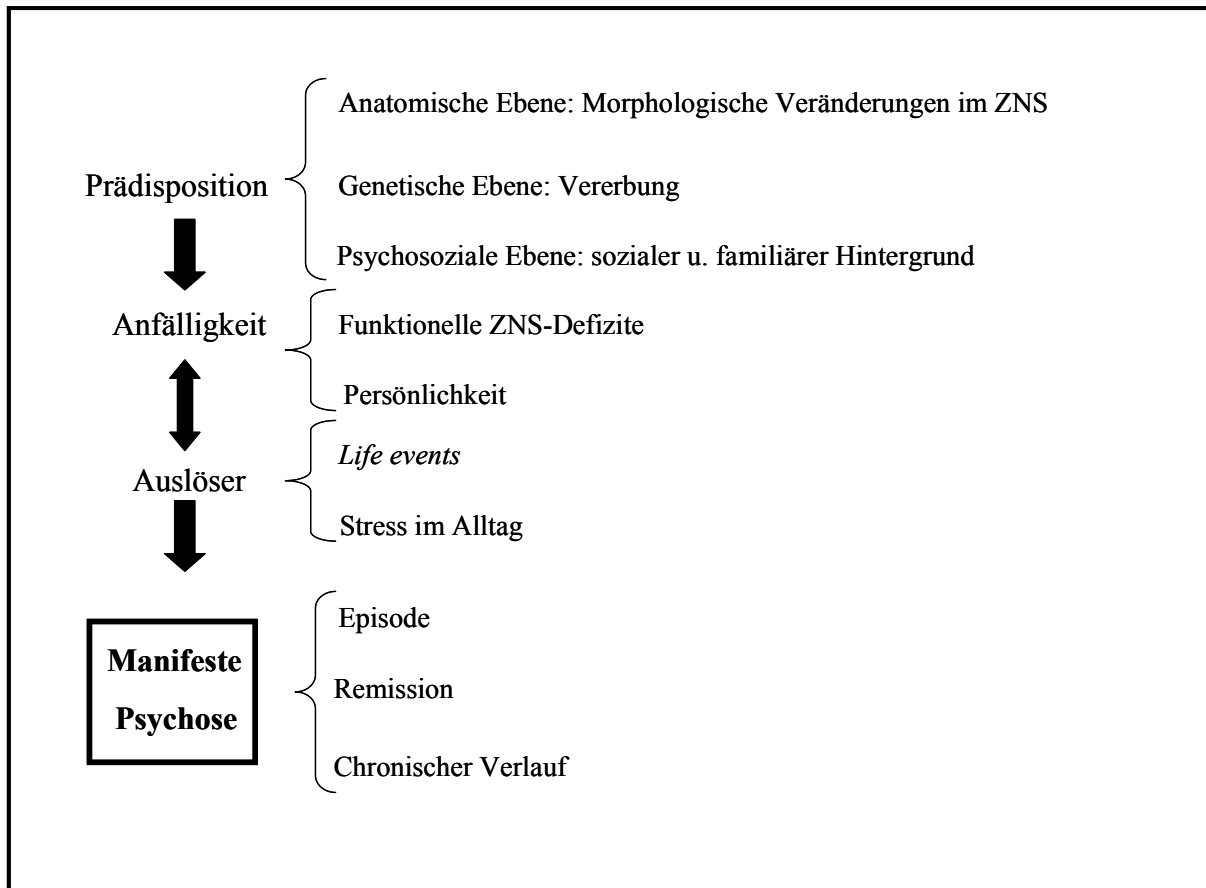 Anatomische Ebene: Morphologische Veränderungen im ZNS
Prädisposition
Genetische Ebene: Vererbung
Psychosoziale Ebene: sozialer u. familiärer Hintergrund
Anfälligkeit
Funktionelle ZNS-Defizite
Persönlichkeit
Life events
Auslöser
Stress im Alltag
Episode
Manifeste
Psychose
Remission
Chronischer Verlauf